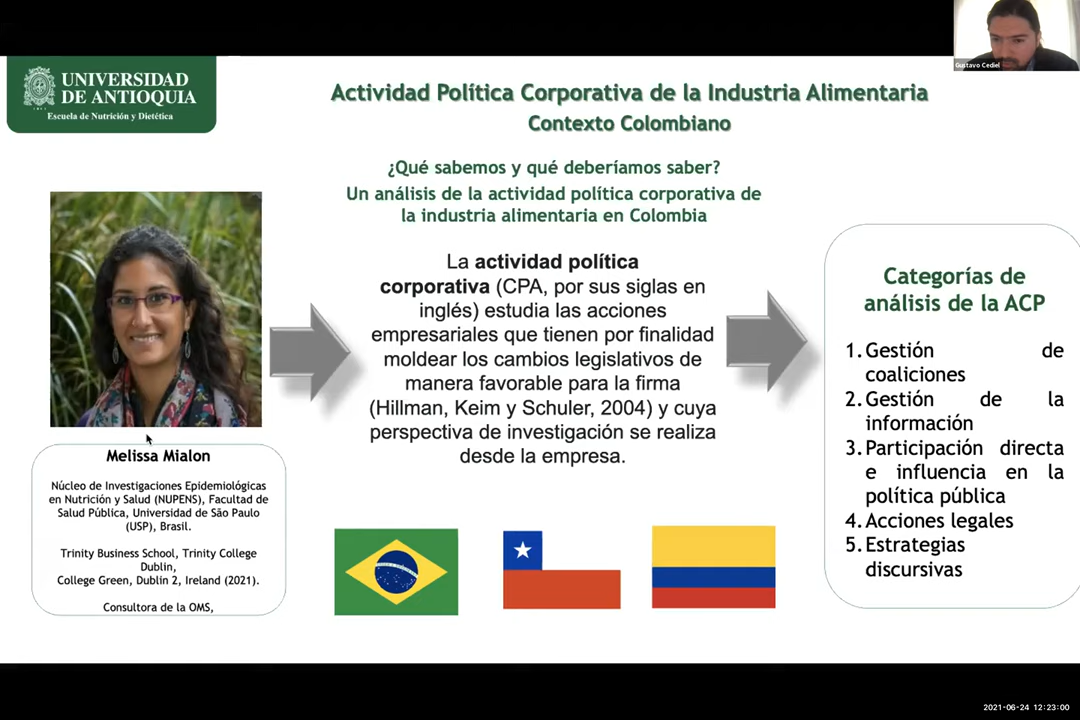 Gustavo Cediel
UNIVERSIDAD
DE ANTIOQUIA
Escuela de Nutrición y Dietética
Actividad Política Corporativa de la Industria Alimentaria
Contexto Colombiano
¿Qué sabemos y qué deberíamos saber?
Un análisis de la actividad política corporativa de
la industria alimentaria en Colombia
Melissa Mialon
Núcleo de Investigaciones Epidemiológicas
en Nutrición y Salud (NUPENS), Facultad de
Salud Pública, Universidad de São Paulo
(USP), Brasil.
Trinity Business School, Trinity College
Dublin,
College Green, Dublin 2, Ireland (2021).
Consultora de la OMS,
La actividad política
corporativa (CPA, por sus siglas en
inglés) estudia las acciones
empresariales que tienen por finalidad
moldear los cambios legislativos de
manera favorable para la firma
(Hillman, Keim y Schuler, 2004) y cuya
perspectiva de investigación se realiza
desde la empresa.
Categorías de
análisis de la ACP
1. Gestión de
coaliciones
2. Gestión de la
información
3. Participación directa
e influencia en la
política pública
4. Acciones legales
5. Estrategias
discursivas
2021-06-24 12:23:00